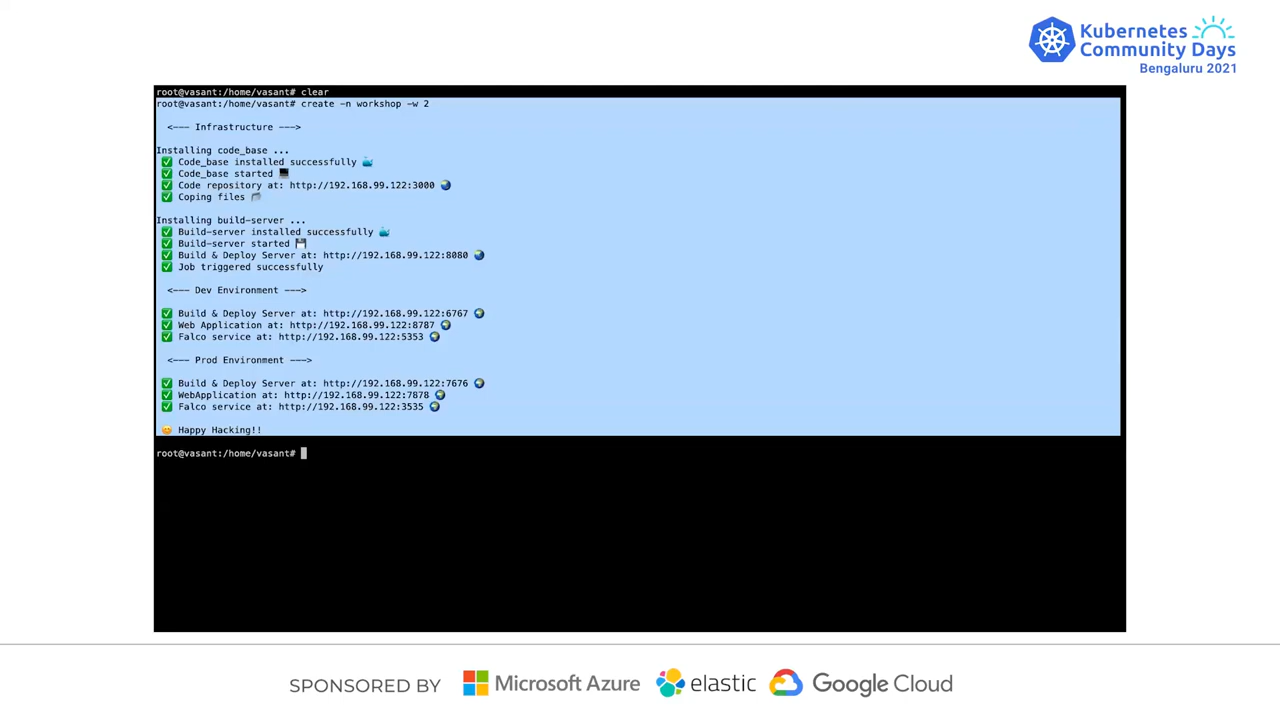 Kubernetes
Community Days
Bengaluru 2021
root@vasant:/home/vasant# clear
root@vasant:/home/vasant# create -n workshop -w 2
<--- Infrastructure --->
Installing code_base ...
✅ Code_base installed successfully 🐳
✅ Code_base started 💻
✅ Code repository at: http://192.168.99.122:3000 🌏
✅ Coping files 📂
Installing build-server ...
✅ Build-server installed successfully 🐳
✅ Build-server started 💾
✅ Build & Deploy Server at: http://192.168.99.122:8080 🌏
✅ Job triggered successfully
<--- Dev Environment --->
✅ Build & Deploy Server at: http://192.168.99.122:6767 🌍
✅ Web Application at: http://192.168.99.122:8787 🌍
✅ Falco service at: http://192.168.99.122:5353 🌍
<--- Prod Environment --->
✅ Build & Deploy Server at: http://192.168.99.122:7676 🌍
✅ WebApplication at: http://192.168.99.122:7878 🌍
✅ Falco service at: http://192.168.99.122:3535 🌍
😊 Happy Hacking!!
root@vasant:/home/vasant#
SPONSORED BY Microsoft Azure elastic Google Cloud